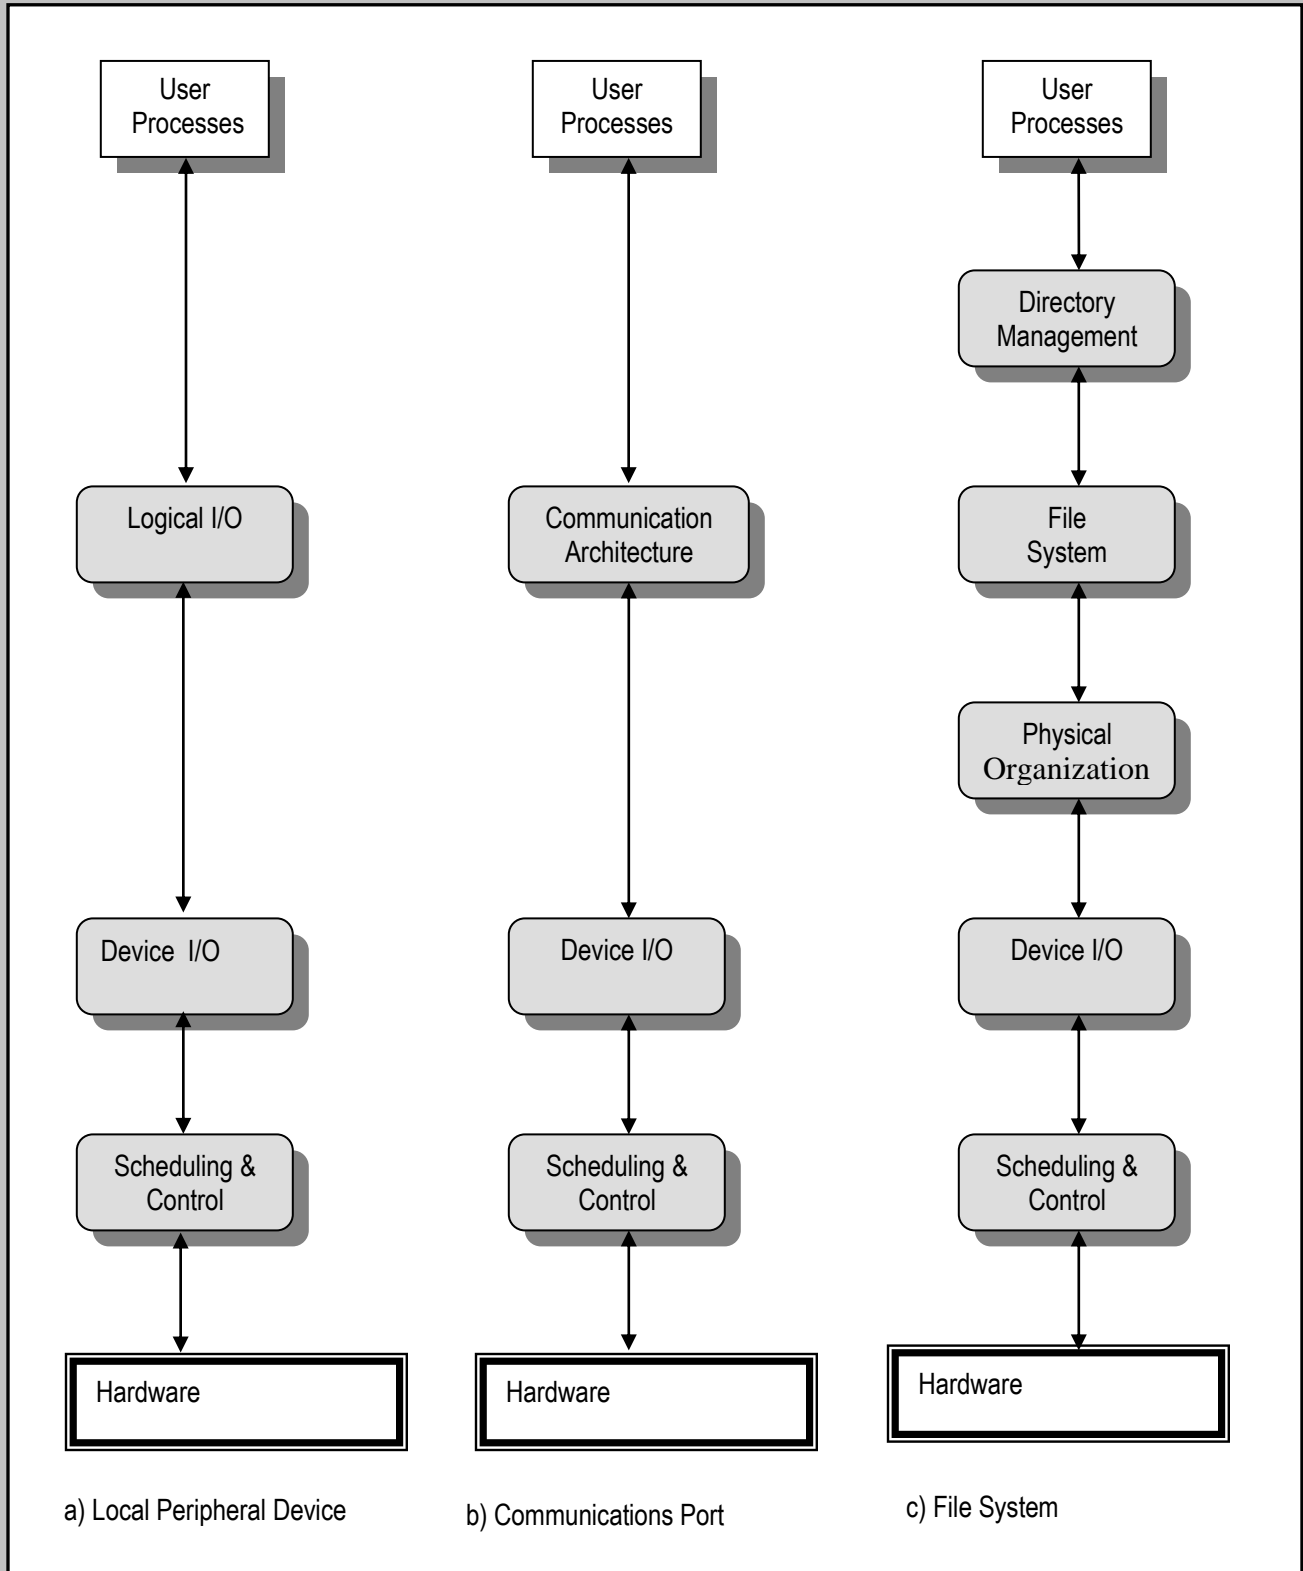 User
Processes
Logical I/O
Device I/O
Scheduling &
Control
Hardware
a) Local Peripheral Device
User
Processes
Communication
Architecture
Device I/O
Scheduling &
Control
Hardware
b) Communications Port
User
Processes
Directory
Management
File
System
Physical
Organization
Device I/O
Scheduling &
Control
Hardware
c) File System